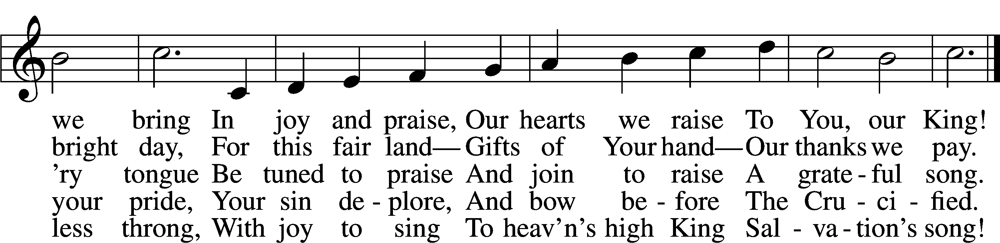 we bring In joy and praise, Our hearts we raise To You, our King!
bright day, For this fair land— Gifts of Your hand— Our thanks we pay.
’ry tongue Be tuned to praise And join to raise A grate - ful song.
your pride, Your sin de - plore, And bow be - fore The Cru - ci - fied.
less throng, With joy to sing To heav’n’s high King Sal - va - tion’s song!